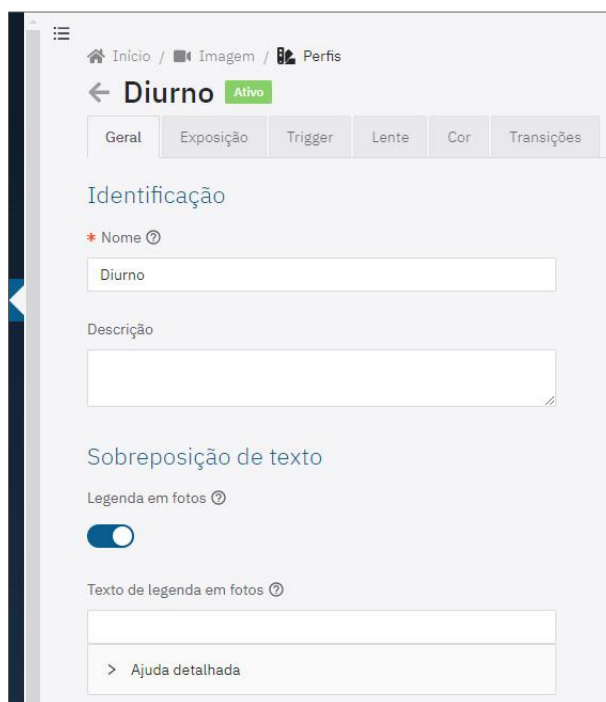 Início / Imagem / Perfis
Diurno Ativo
Geral Exposição Trigger Lente Cor Transições
Identificação
* Nome
Diurno
Descrição
Sobreposição de texto
Legenda em fotos
Texto de legenda em fotos
> Ajuda detalhada